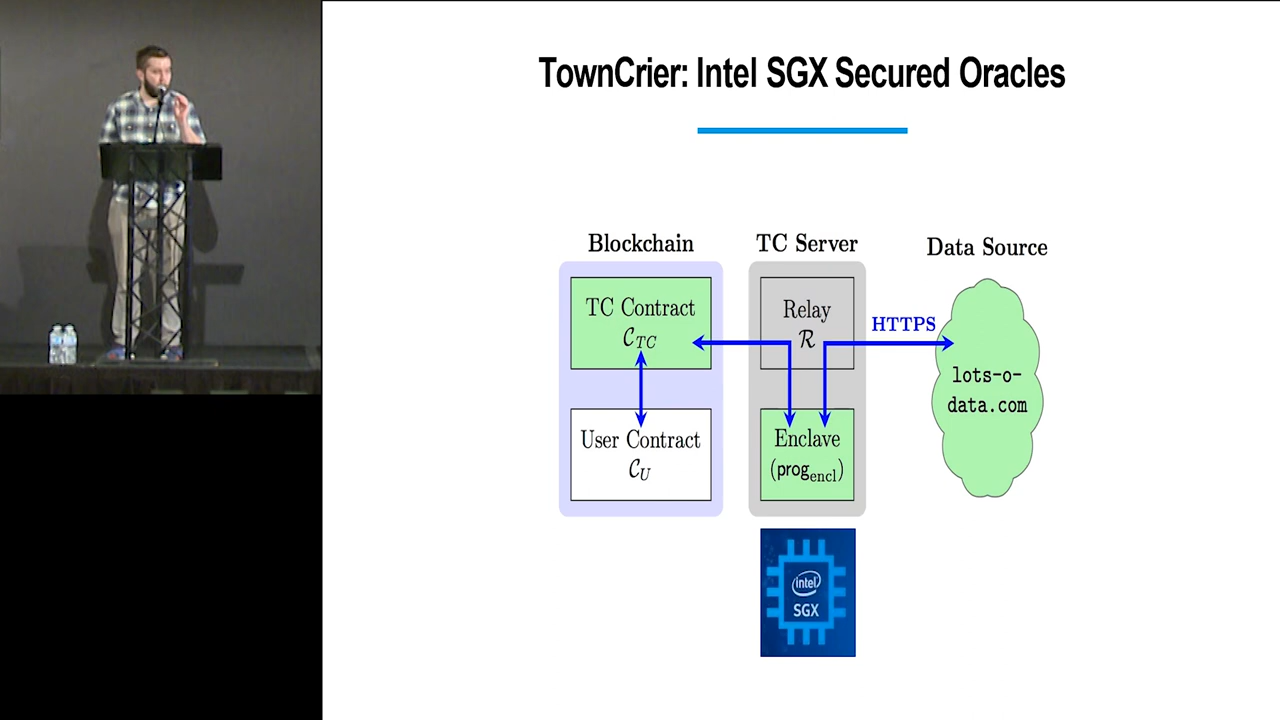 TownCrier: Intel SGX Secured Oracles
Blockchain
TC Server
Data Source
TC Contract
C_TC
Relay
R
HTTPS
lots-o-
data.com
User Contract
C_U
Enclave
(prog_encl)
intel
SGX